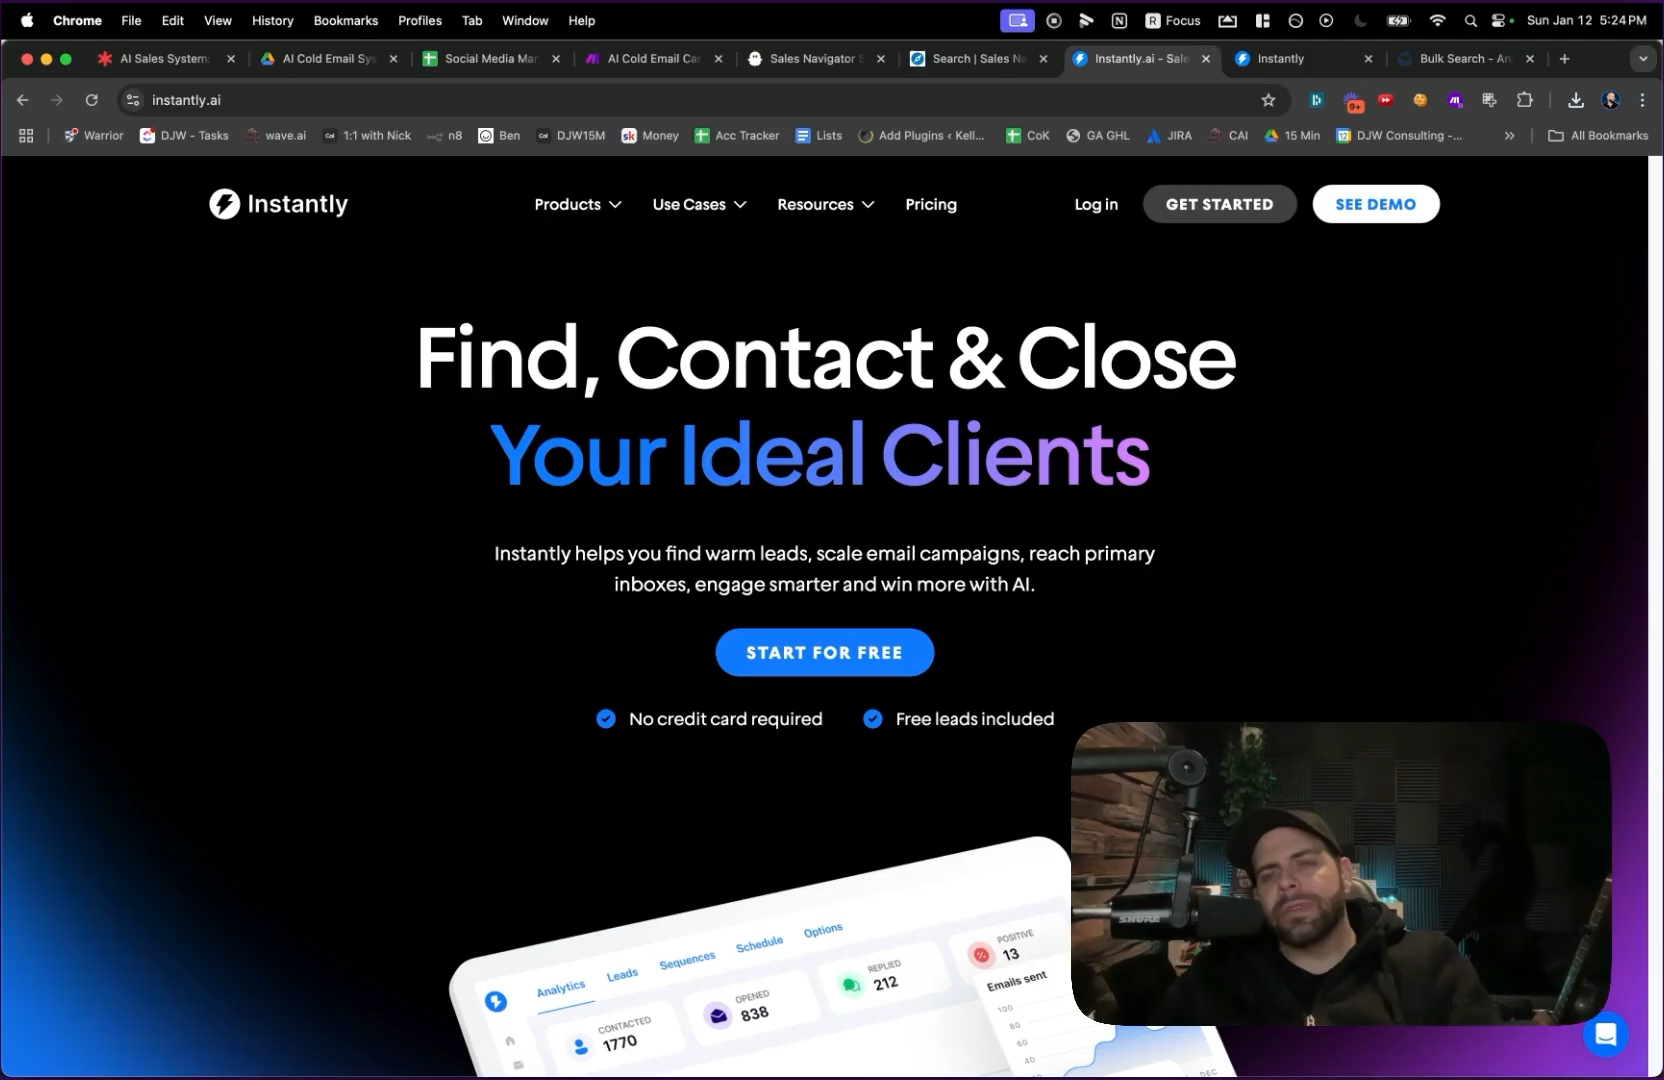 Chrome File Edit View History Bookmarks Profiles Tab Window Help
Focus
Sun Jan 12 5:24 PM
AI Sales System:
AI Cold Email Sys
Social Media Man
AI Cold Email Ca
Sales Navigator S
Search | Sales Na
Instantly.ai - Sale
Instantly
Bulk Search - An
instantly.ai
9+
Warrior
DJW - Tasks
wave.ai
1:1 with Nick
n8
Ben
DJW15M
Money
Acc Tracker
Lists
Add Plugins ‹ Kell...
CoK
GA GHL
JIRA
CAI
15 Min
DJW Consulting -...
All Bookmarks
Instantly
Products
Use Cases
Resources
Pricing
Log in
GET STARTED
SEE DEMO
Find, Contact & Close
Your Ideal Clients
Instantly helps you find warm leads, scale email campaigns, reach primary
inboxes, engage smarter and win more with AI.
START FOR FREE
No credit card required
Free leads included
Analytics Leads Sequences Schedule Options
CONTACTED
1770
OPENED
838
REPLIED
212
POSITIVE
13
Emails sent
100
80
60
40
DEC
SHURE